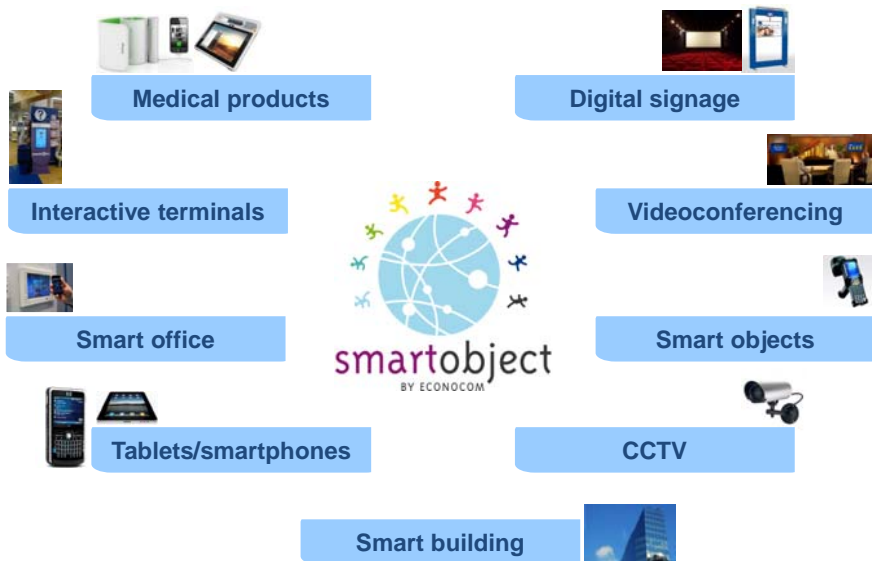 Medical products
Digital signage
Interactive terminals
Videoconferencing
Smart office
Smart objects
smartobject
BY ECONOCOM
Tablets/smartphones
CCTV
Smart building